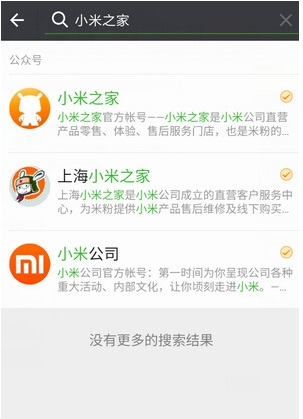 小米之家
公众号
小米之家
小米之家官方帐号——小米之家是小米公司直营
产品零售、体验、售后服务门店，也是米粉的...
上海小米之家
上海小米之家是小米公司成立的直营客户服务中
心，为米粉提供小米产品售后维修及线下购买...
小米公司
小米公司官方帐号：第一时间为你呈现公司各种
重大活动、内部文化，让你顷刻走进小米。—...
没有更多的搜索结果